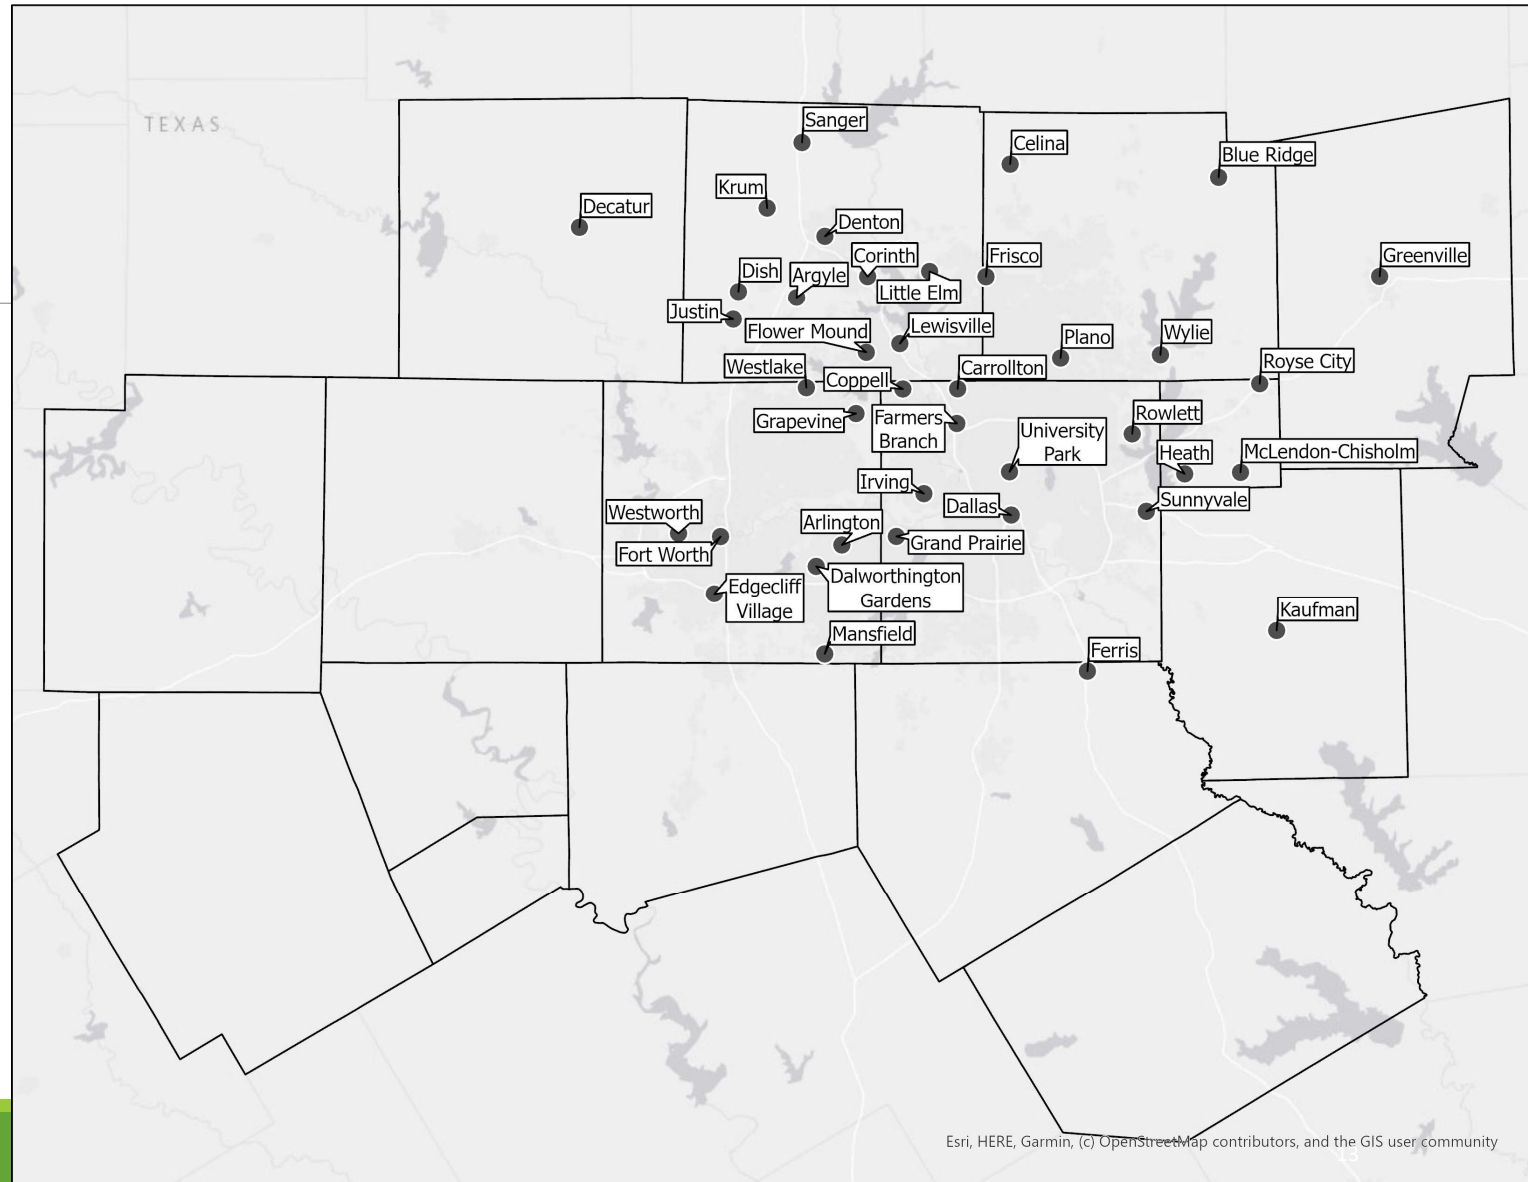 TEXAS
Sanger
Celina
Blue Ridge
Krum
Decatur
Denton
Corinth
Frisco
Greenville
Dish
Argyle
Little Elm
Justin
Flower Mound
Lewisville
Plano
Wylie
Westlake
Coppell
Carrollton
Royse City
Grapevine
Farmers
Branch
University
Park
Rowlett
Heath
McLendon-Chisholm
Irving
Dallas
Sunnyvale
Westworth
Fort Worth
Arlington
Grand Prairie
Edgecliff
Village
Dalworthington
Gardens
Mansfield
Kaufman
Ferris
Esri, HERE, Garmin, (c) OpenStreetMap contributors, and the GIS user community
13